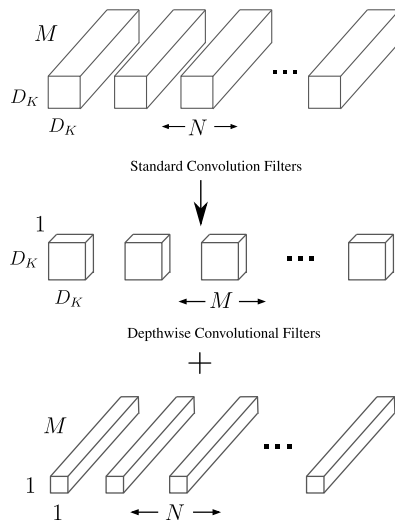 M
D_K
D_K
N
Standard Convolution Filters
1
D_K
D_K
M
Depthwise Convolutional Filters
+
M
1
1
N